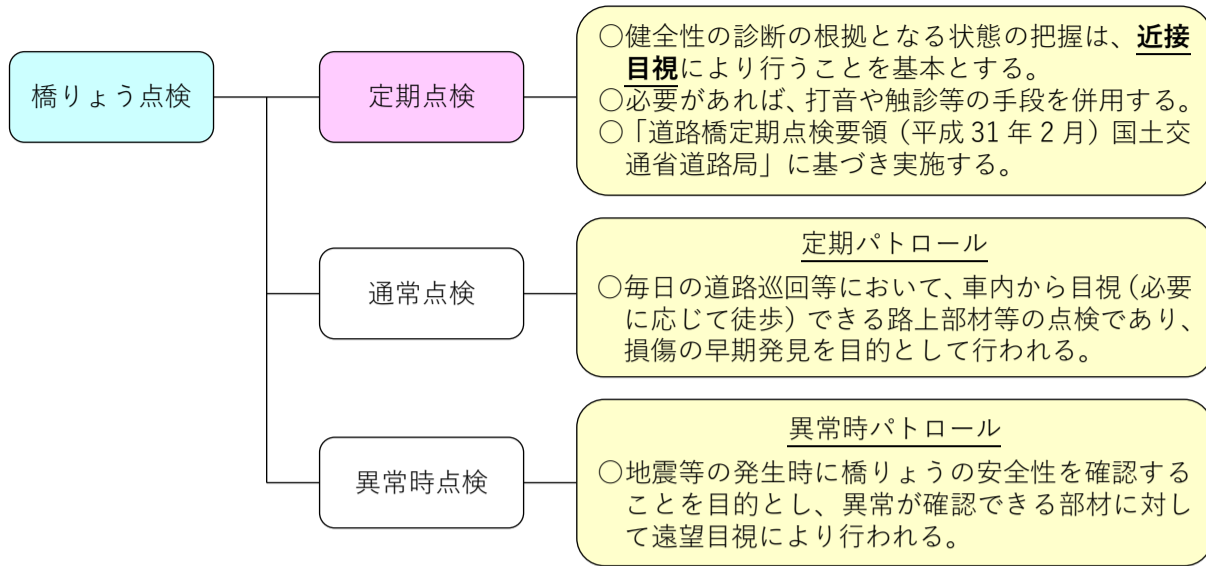 橋りょう点検
定期点検
○健全性の診断の根拠となる状態の把握は、近接
目視により行うことを基本とする。
○必要があれば、打音や触診等の手段を併用する。
○「道路橋定期点検要領（平成 31 年 2 月）国土交
通省道路局」に基づき実施する。
通常点検
定期パトロール
○毎日の道路巡回等において、車内から目視（必要
に応じて徒歩）できる路上部材等の点検であり、
損傷の早期発見を目的として行われる。
異常時点検
異常時パトロール
○地震等の発生時に橋りょうの安全性を確認する
ことを目的とし、異常が確認できる部材に対し
て遠望目視により行われる。